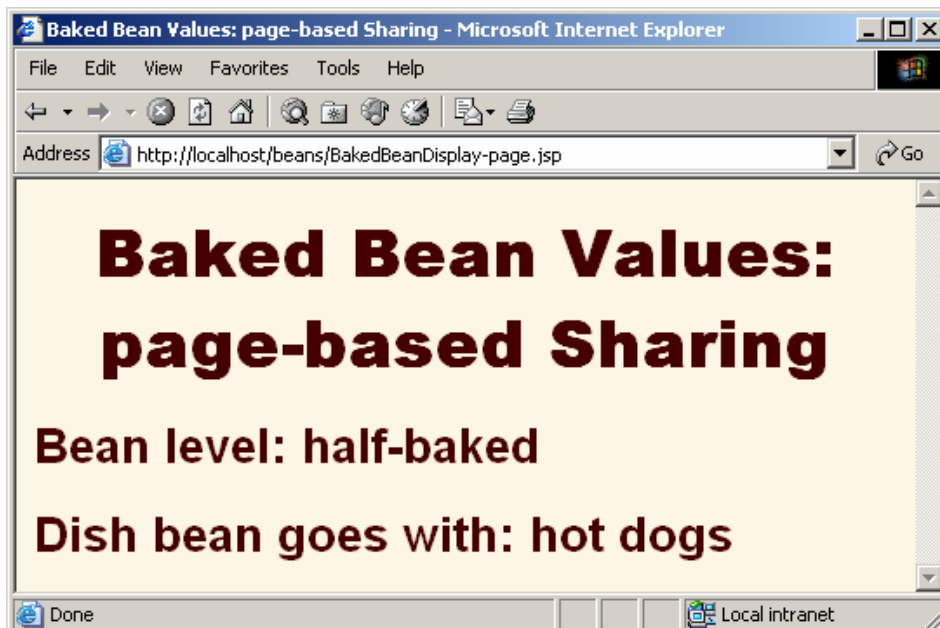 Baked Bean Values: page-based Sharing - Microsoft Internet Explorer
File Edit View Favorites Tools Help
Address http://localhost/beans/BakedBeanDisplay-page.jsp Go
Baked Bean Values:
page-based Sharing
Bean level: half-baked
Dish bean goes with: hot dogs
Done Local intranet